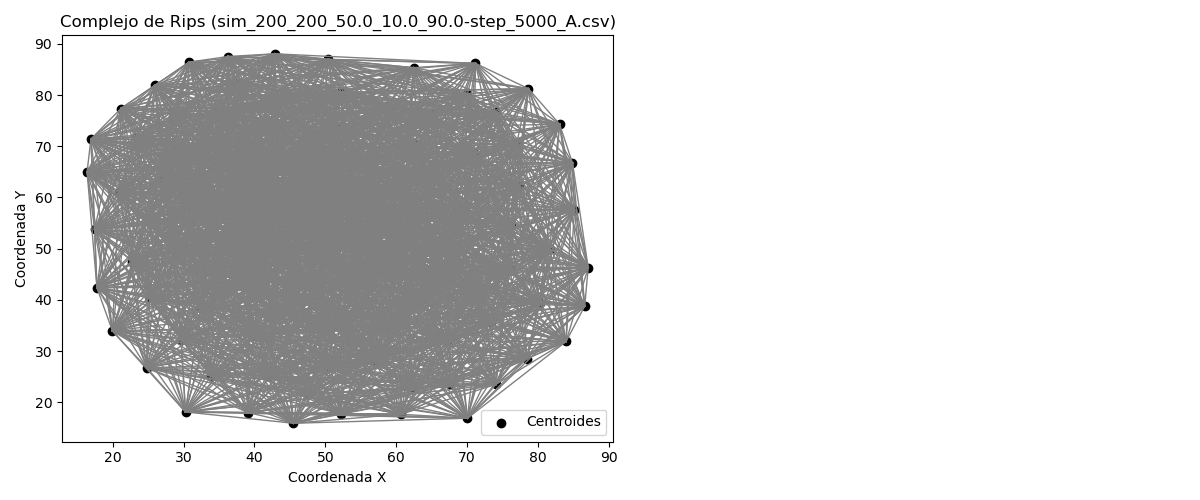 Complejo de Rips (sim_200_200_50.0_10.0_90.0-step_5000_A.csv)
90
80
70
60
50
40
30
20
Coordenada Y
Centroides
20 30 40 50 60 70 80 90
Coordenada X